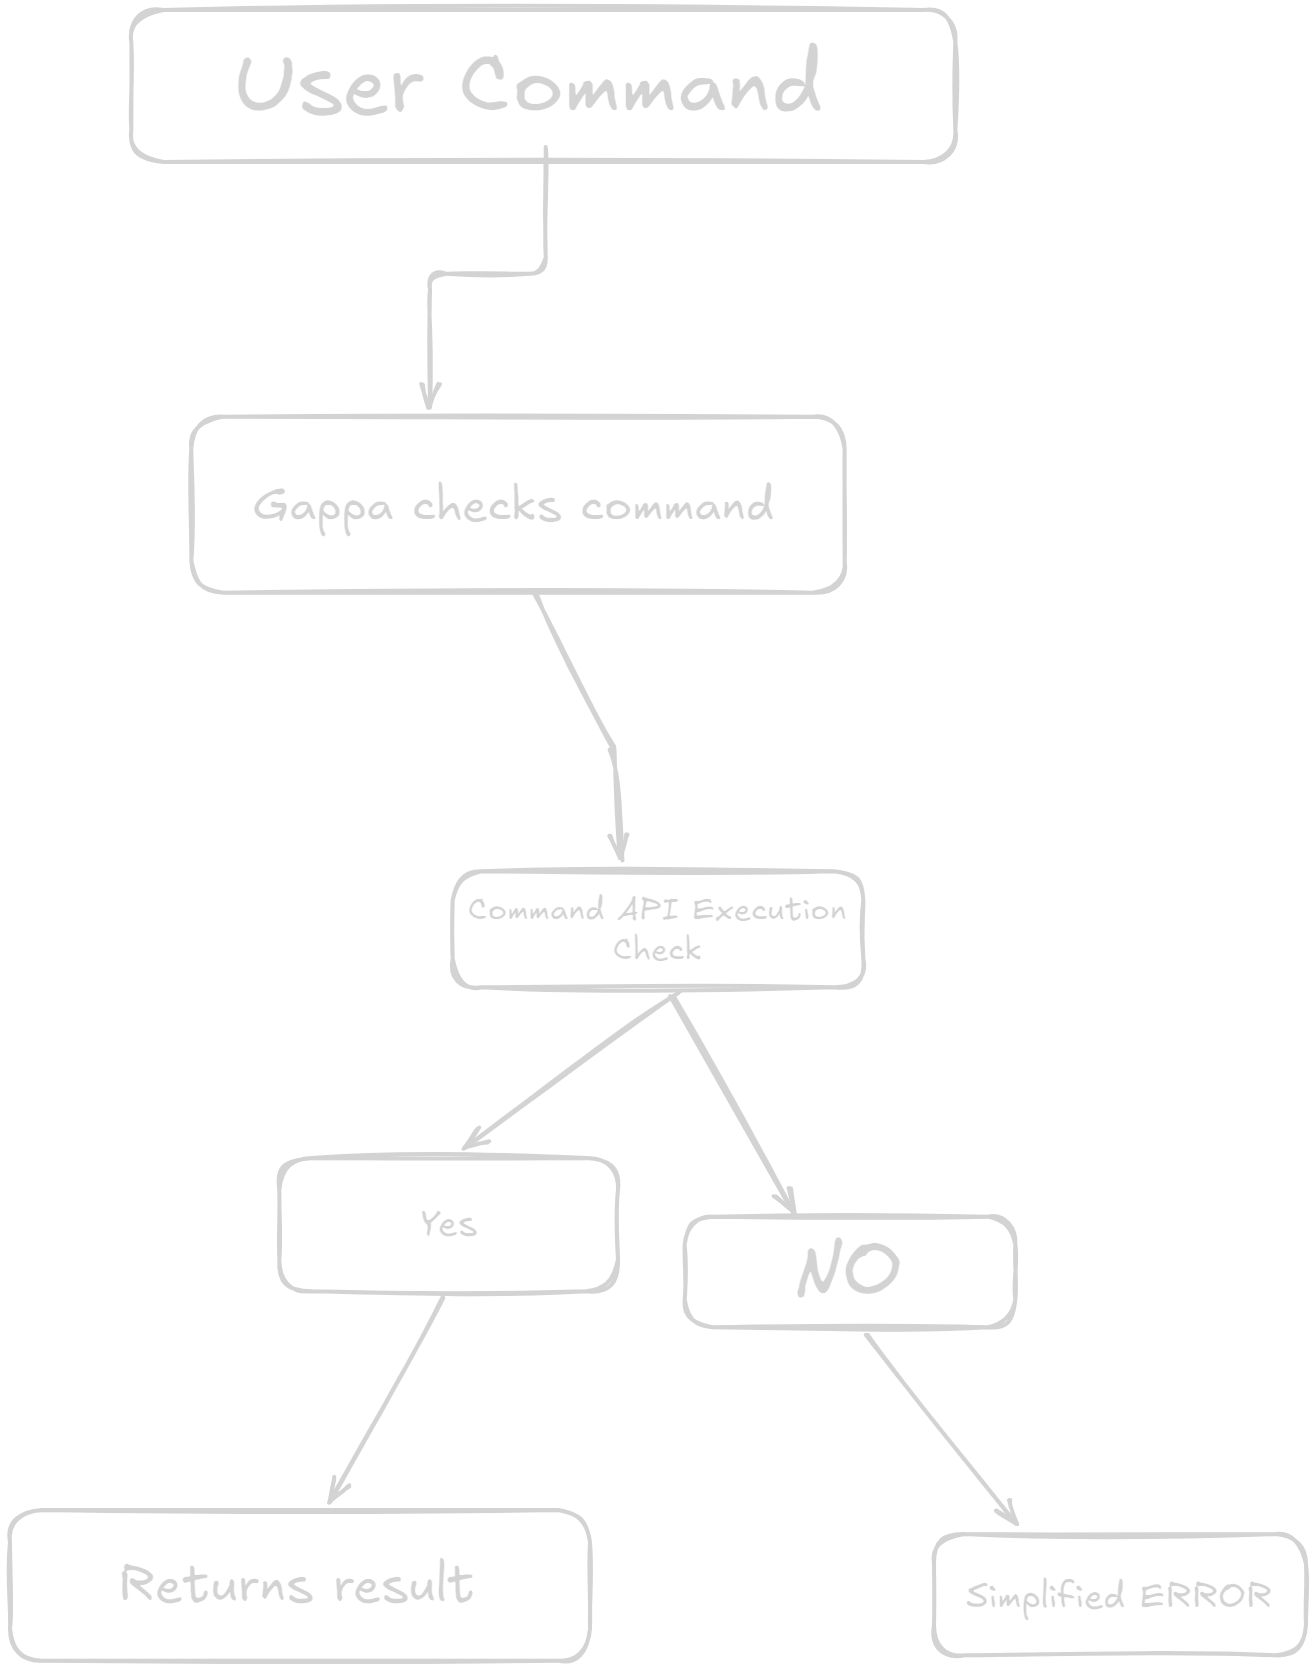 User Command
Gappa checks command
Command API Execution
Check
Yes
NO
Returns result
Simplified ERROR